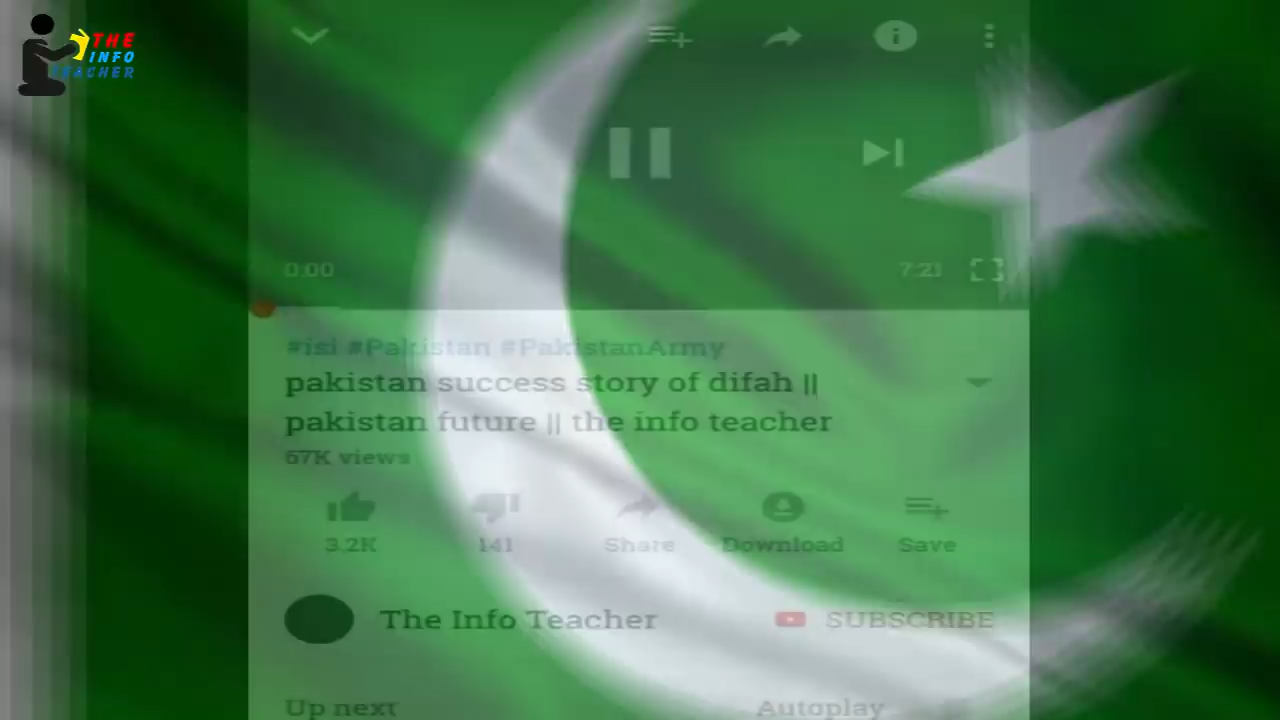 THE
INFO
TEACHER
0:00
7:21
#isi #Pakistan #PakistanArmy
pakistan success story of difah ||
pakistan future || the info teacher
67K views
3.2K
141
Share
Download
Save
The Info Teacher
SUBSCRIBE
Up next
Autoplay